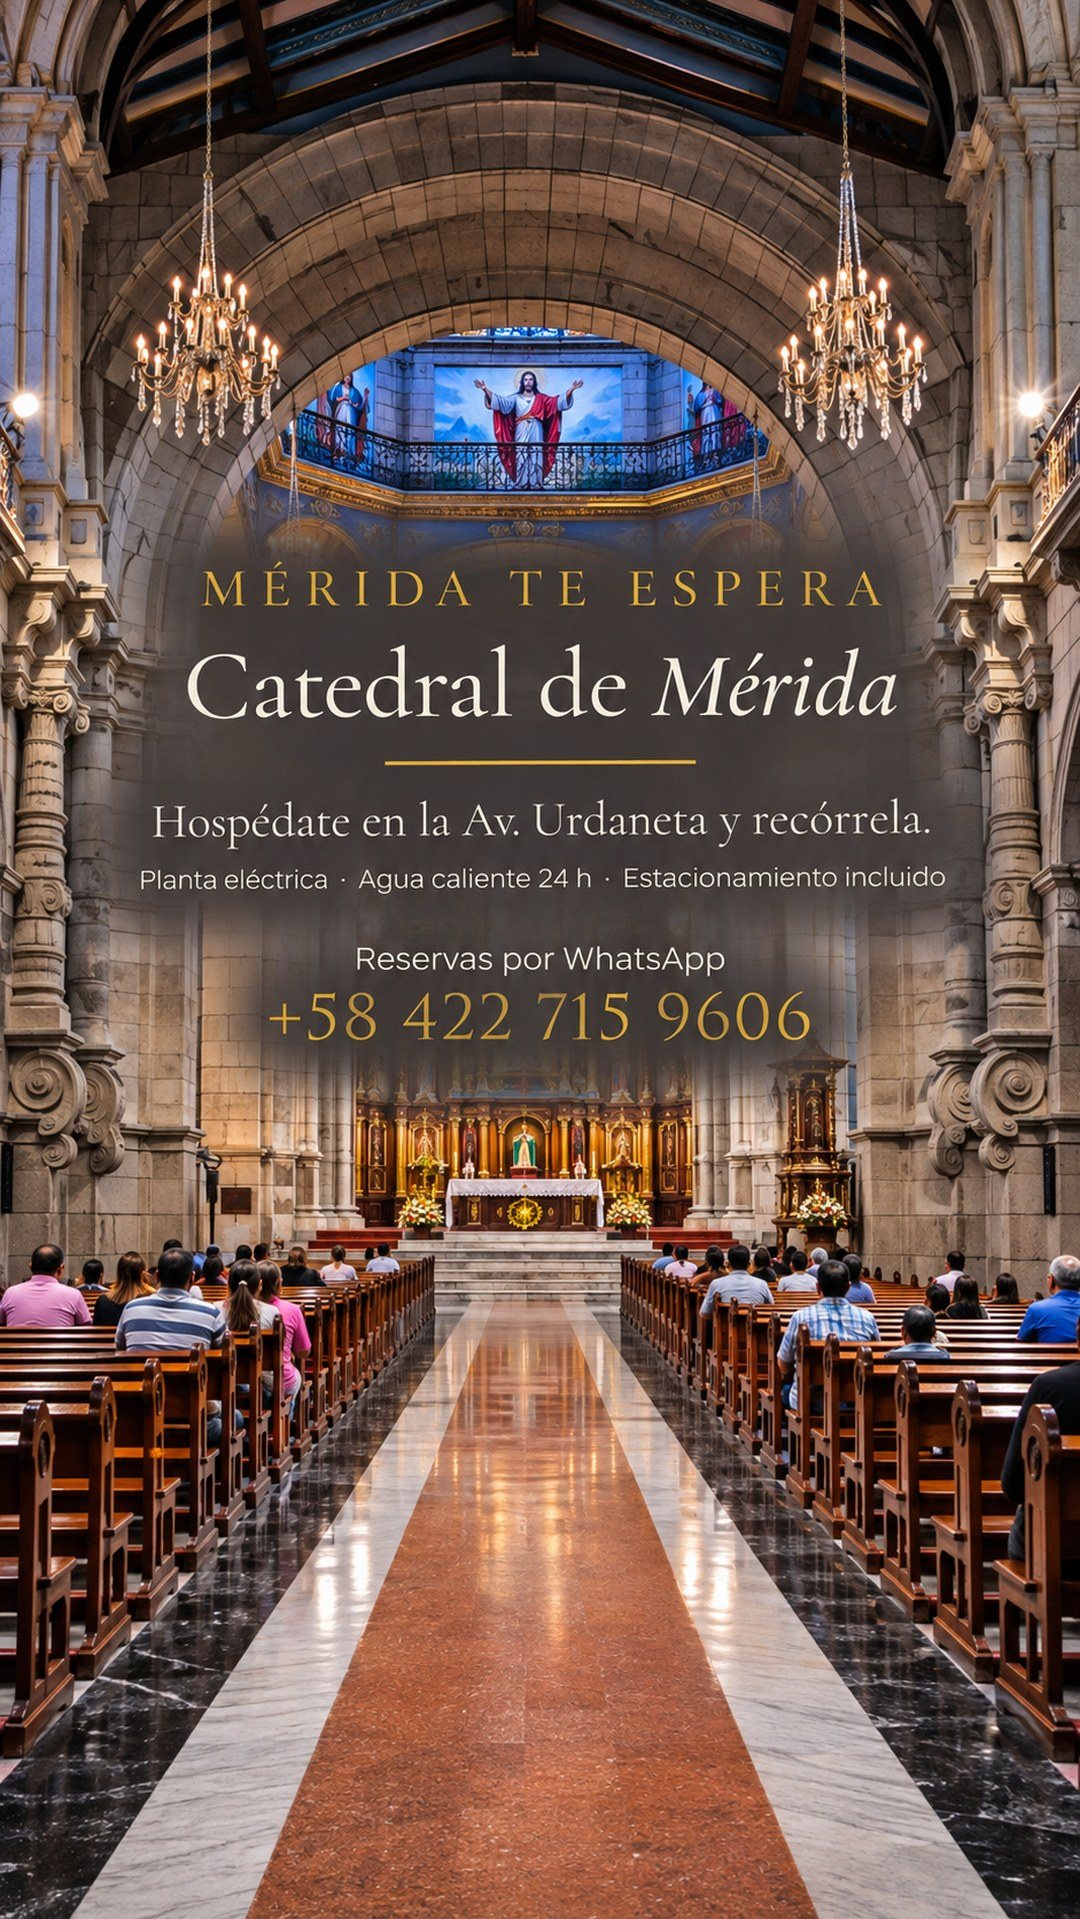 MÉRIDA TE ESPERA
Catedral de Mérida
Hospédate en la Av. Urdaneta y recórrela.
Planta eléctrica · Agua caliente 24 h · Estacionamiento incluido
Reservas por WhatsApp
+58 422 715 9606